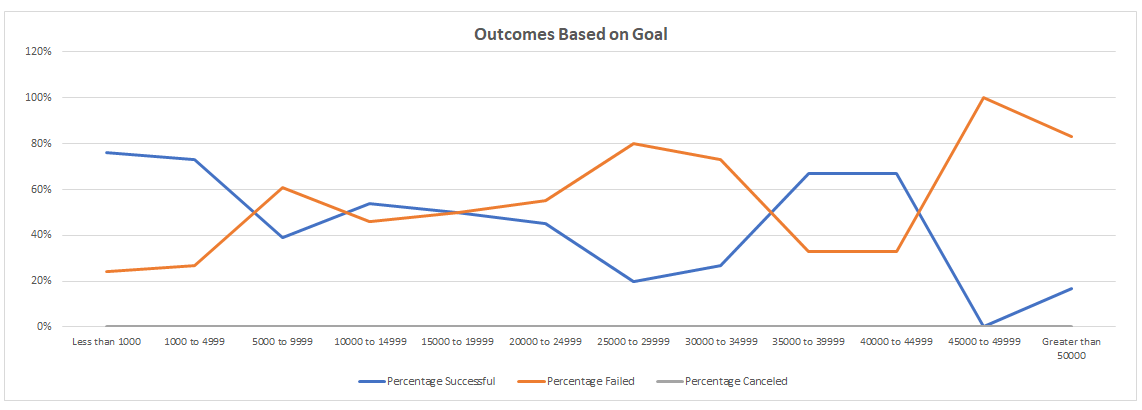 Outcomes Based on Goal
120%
100%
80%
60%
40%
20%
0%
Less than 1000 1000 to 4999 5000 to 9999 10000 to 14999 15000 to 19999 20000 to 24999 25000 to 29999 30000 to 34999 35000 to 39999 40000 to 44999 45000 to 49999 Greater than
50000
Percentage Successful Percentage Failed Percentage Canceled